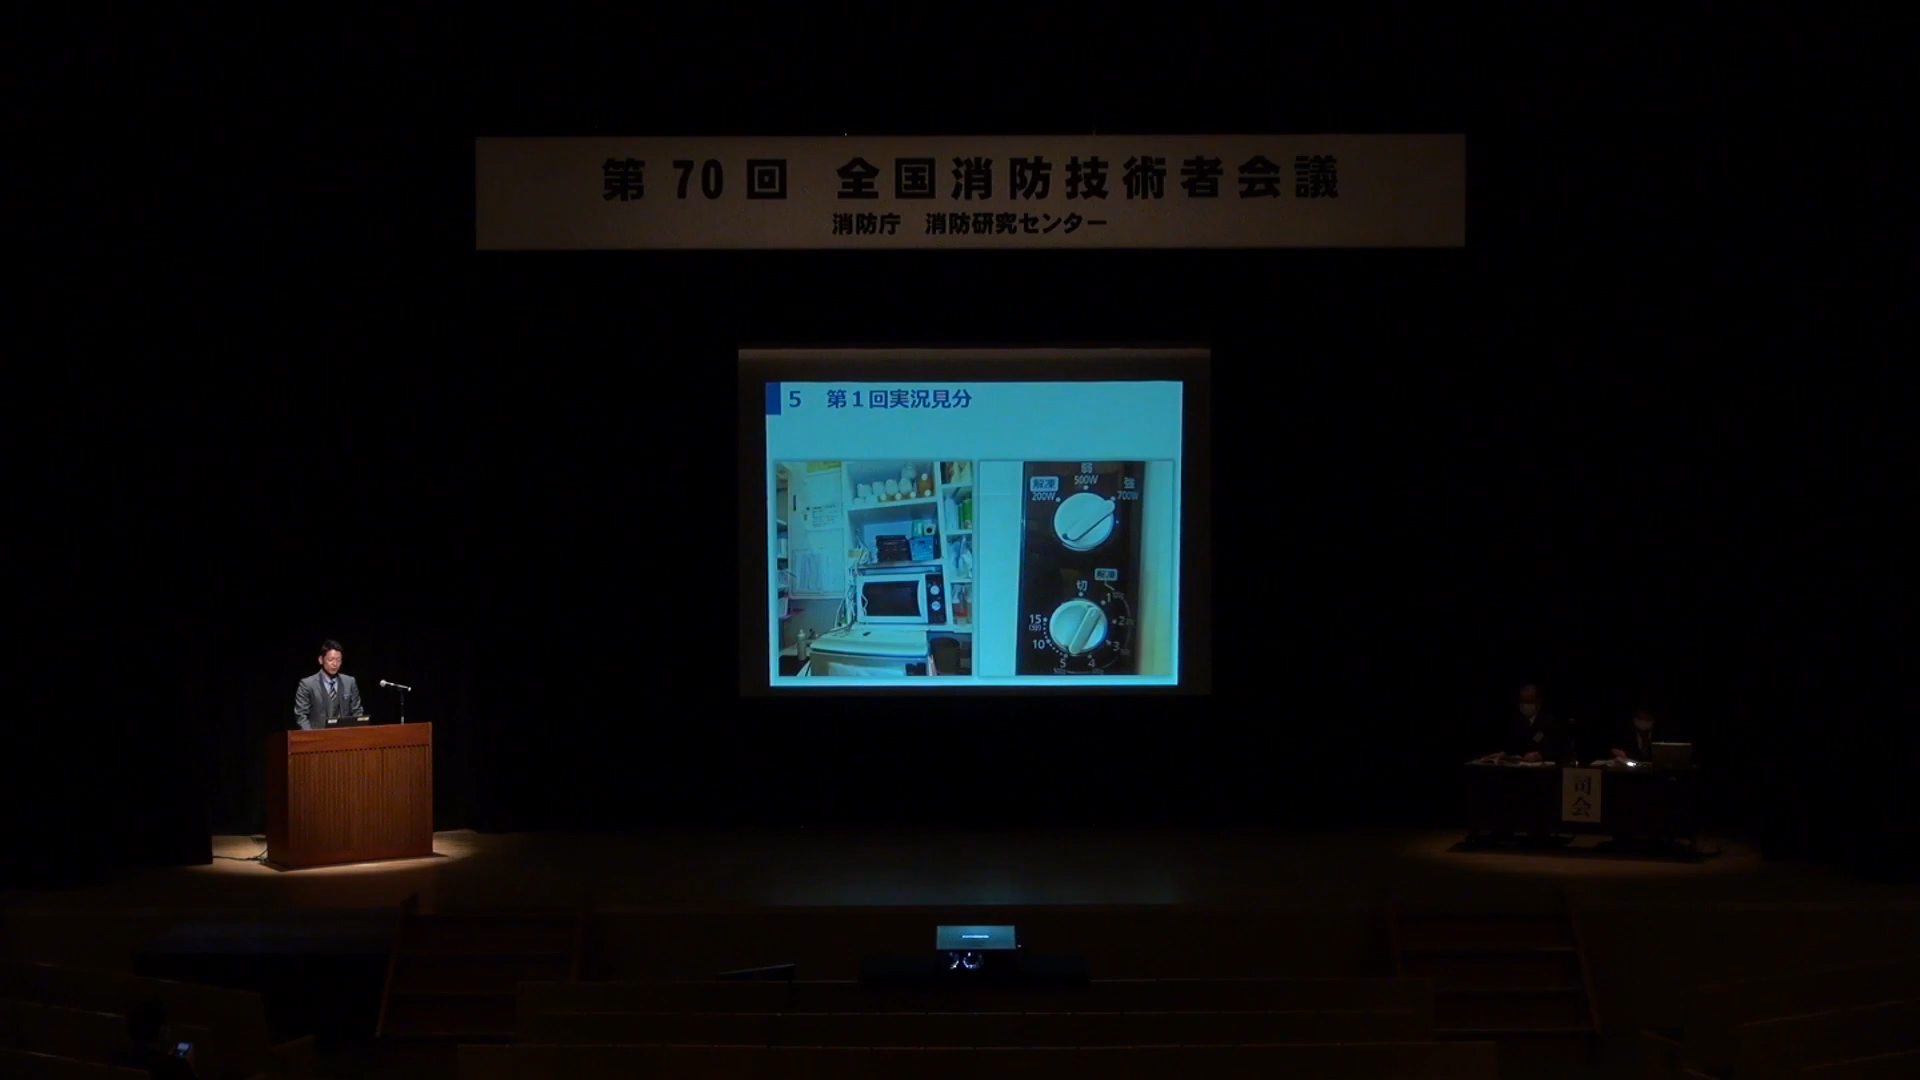 第 70 回 全国消防技術者会議
消防庁 消防研究センター
5 第1回実況見分
弱
解凍 500W 強
200W 700W
切 解凍
1
15 2
10 3
5 4
司会